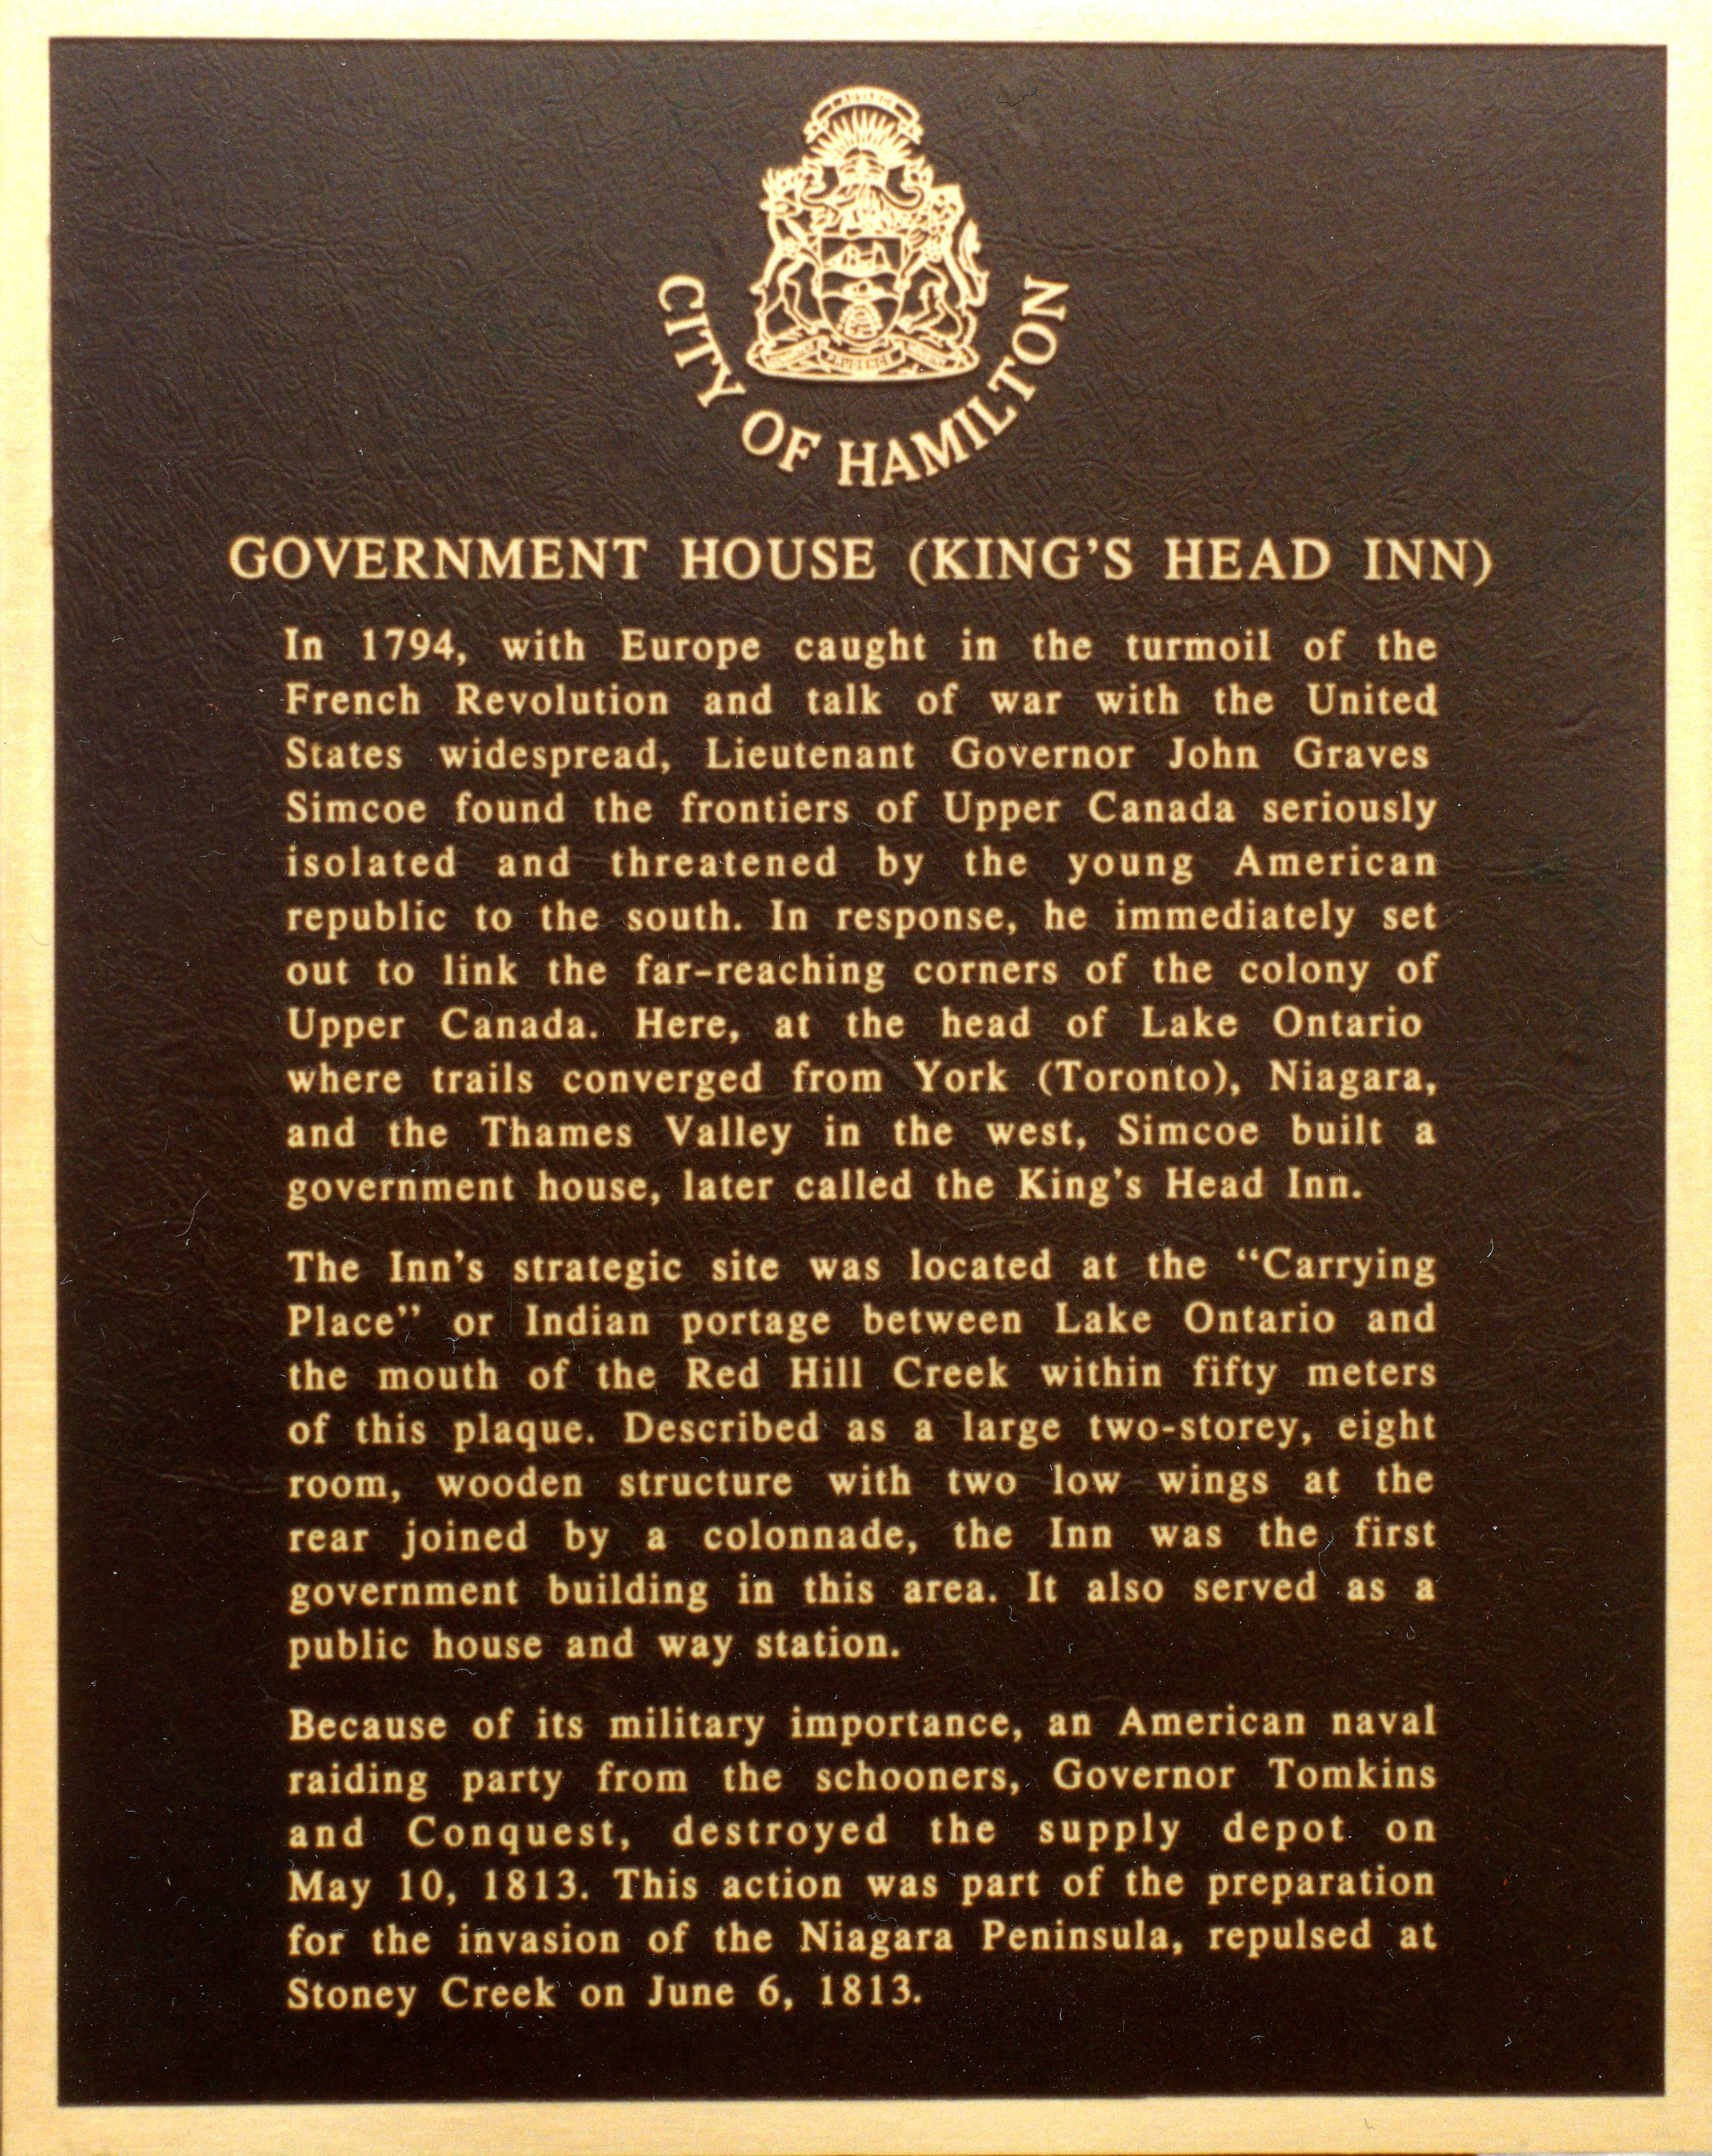 I ADVANCE
PRUDENCE
CITY OF HAMILTON
GOVERNMENT HOUSE (KING'S HEAD INN)
In 1794, with Europe caught in the turmoil of the
French Revolution and talk of war with the United
States widespread, Lieutenant Governor John Graves
Simcoe found the frontiers of Upper Canada seriously
isolated and threatened by the young American
republic to the south. In response, he immediately set
out to link the far-reaching corners of the colony of
Upper Canada. Here, at the head of Lake Ontario
where trails converged from York (Toronto), Niagara,
and the Thames Valley in the west, Simcoe built a
government house, later called the King's Head Inn.
The Inn's strategic site was located at the "Carrying
Place" or Indian portage between Lake Ontario and
the mouth of the Red Hill Creek within fifty meters
of this plaque. Described as a large two-storey, eight
room, wooden structure with two low wings at the
rear joined by a colonnade, the Inn was the first
government building in this area. It also served as a
public house and way station.
Because of its military importance, an American naval
raiding party from the schooners, Governor Tomkins
and Conquest, destroyed the supply depot on
May 10, 1813. This action was part of the preparation
for the invasion of the Niagara Peninsula, repulsed at
Stoney Creek on June 6, 1813.